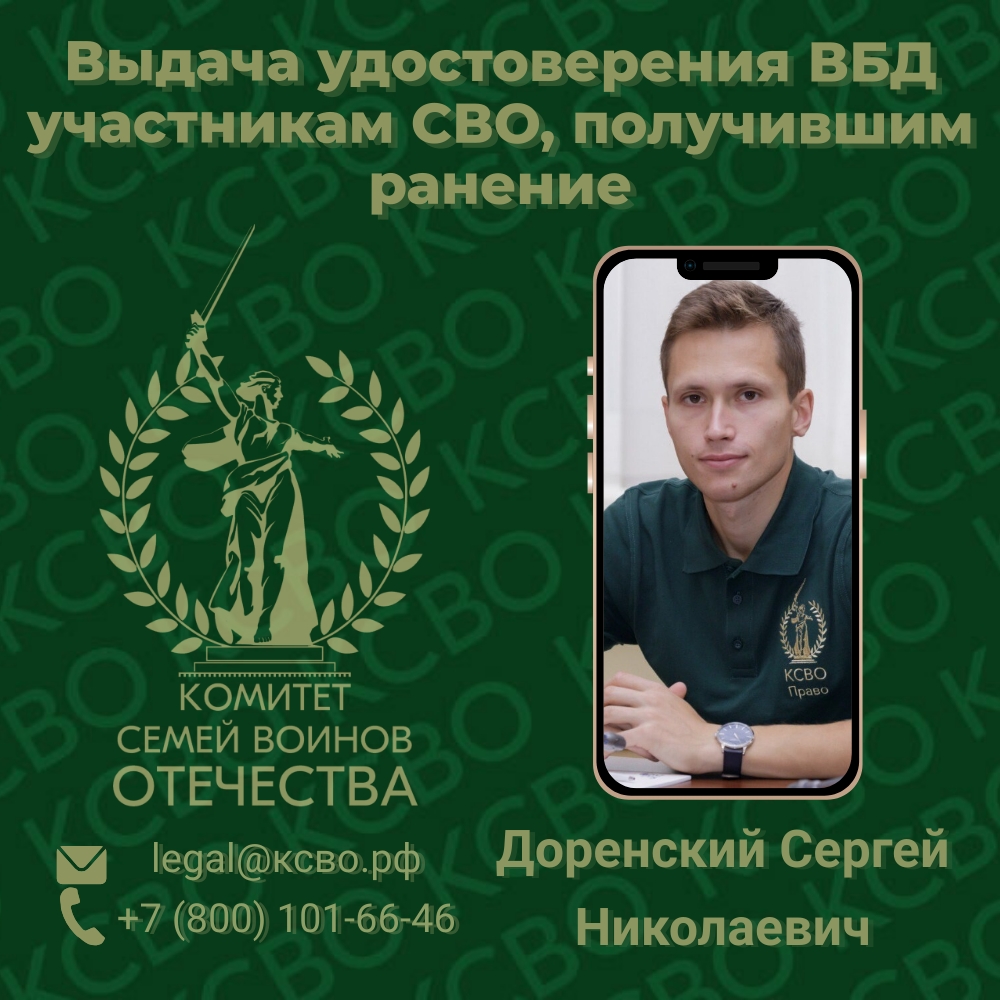 Выдача удостоверения ВБД
участникам СВО, получившим
ранение
КОМИТЕТ
СЕМЕЙ ВОИНОВ
ОТЕЧЕСТВА
КСВО
Право
legal@ксво.рф
+7 (800) 101-66-46
Доренский Сергей
Николаевич